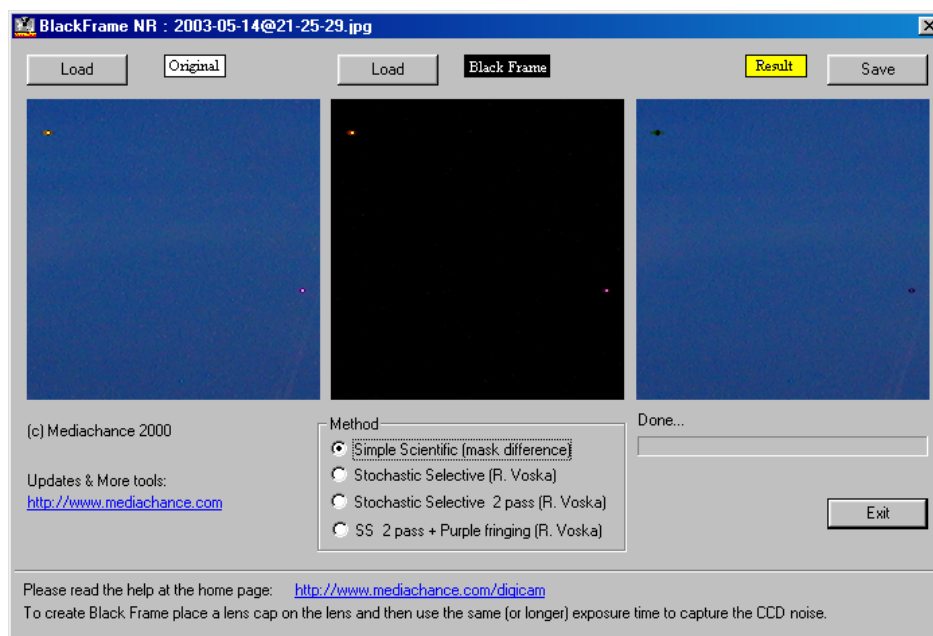 BlackFrame NR : 2003-05-14@21-25-29.jpg
Load Original Load Black Frame Result Save
(c) Mediachance 2000
Updates & More tools:
http://www.mediachance.com
Method
Simple Scientific (mask difference)
Stochastic Selective (R. Voska)
Stochastic Selective 2 pass (R. Voska)
SS 2 pass + Purple fringing (R. Voska)
Done...
Exit
Please read the help at the home page: http://www.mediachance.com/digicam
To create Black Frame place a lens cap on the lens and then use the same (or longer) exposure time to capture the CCD noise.